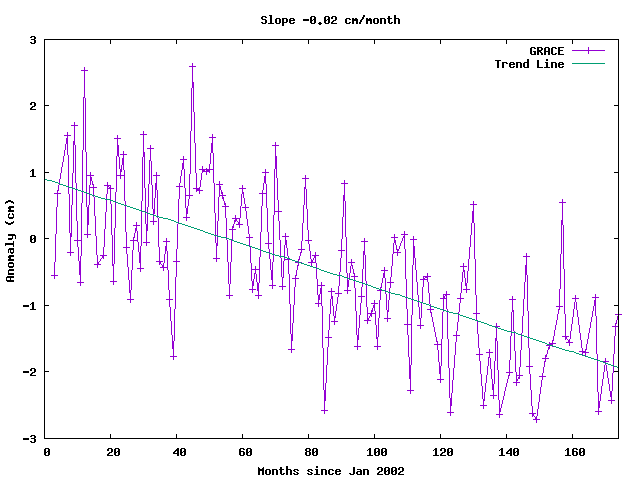 Slope -0.02 cm/month
GRACE
Trend Line
3
2
1
0
-1
-2
-3
Anomaly (cm)
0 20 40 60 80 100 120 140 160
Months since Jan 2002